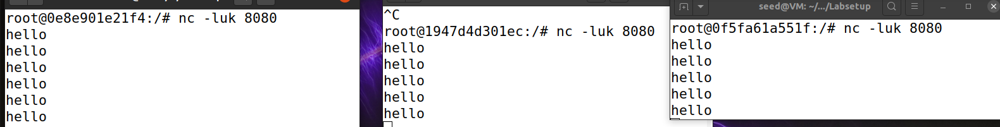 root@0e8e901e21f4:/# nc -luk 8080
hello
hello
hello
hello
hello
hello
^C
root@1947d4d301ec:/# nc -luk 8080
hello
hello
hello
hello
hello
seed@VM: ~/.../Labsetup
root@0f5fa61a551f:/# nc -luk 8080
hello
hello
hello
hello
hello